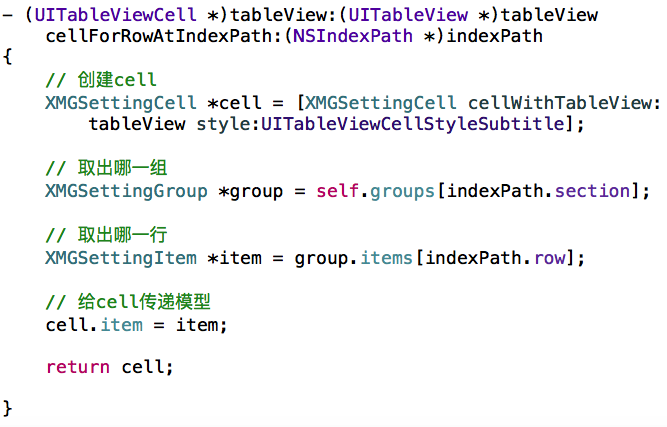 - (UITableViewCell *)tableView:(UITableView *)tableView
cellForRowAtIndexPath:(NSIndexPath *)indexPath
{
// 创建cell
XMGSettingCell *cell = [XMGSettingCell cellWithTableView:
tableView style:UITableViewCellStyleSubtitle];
// 取出哪一组
XMGSettingGroup *group = self.groups[indexPath.section];
// 取出哪一行
XMGSettingItem *item = group.items[indexPath.row];
// 给cell传递模型
cell.item = item;
return cell;
}